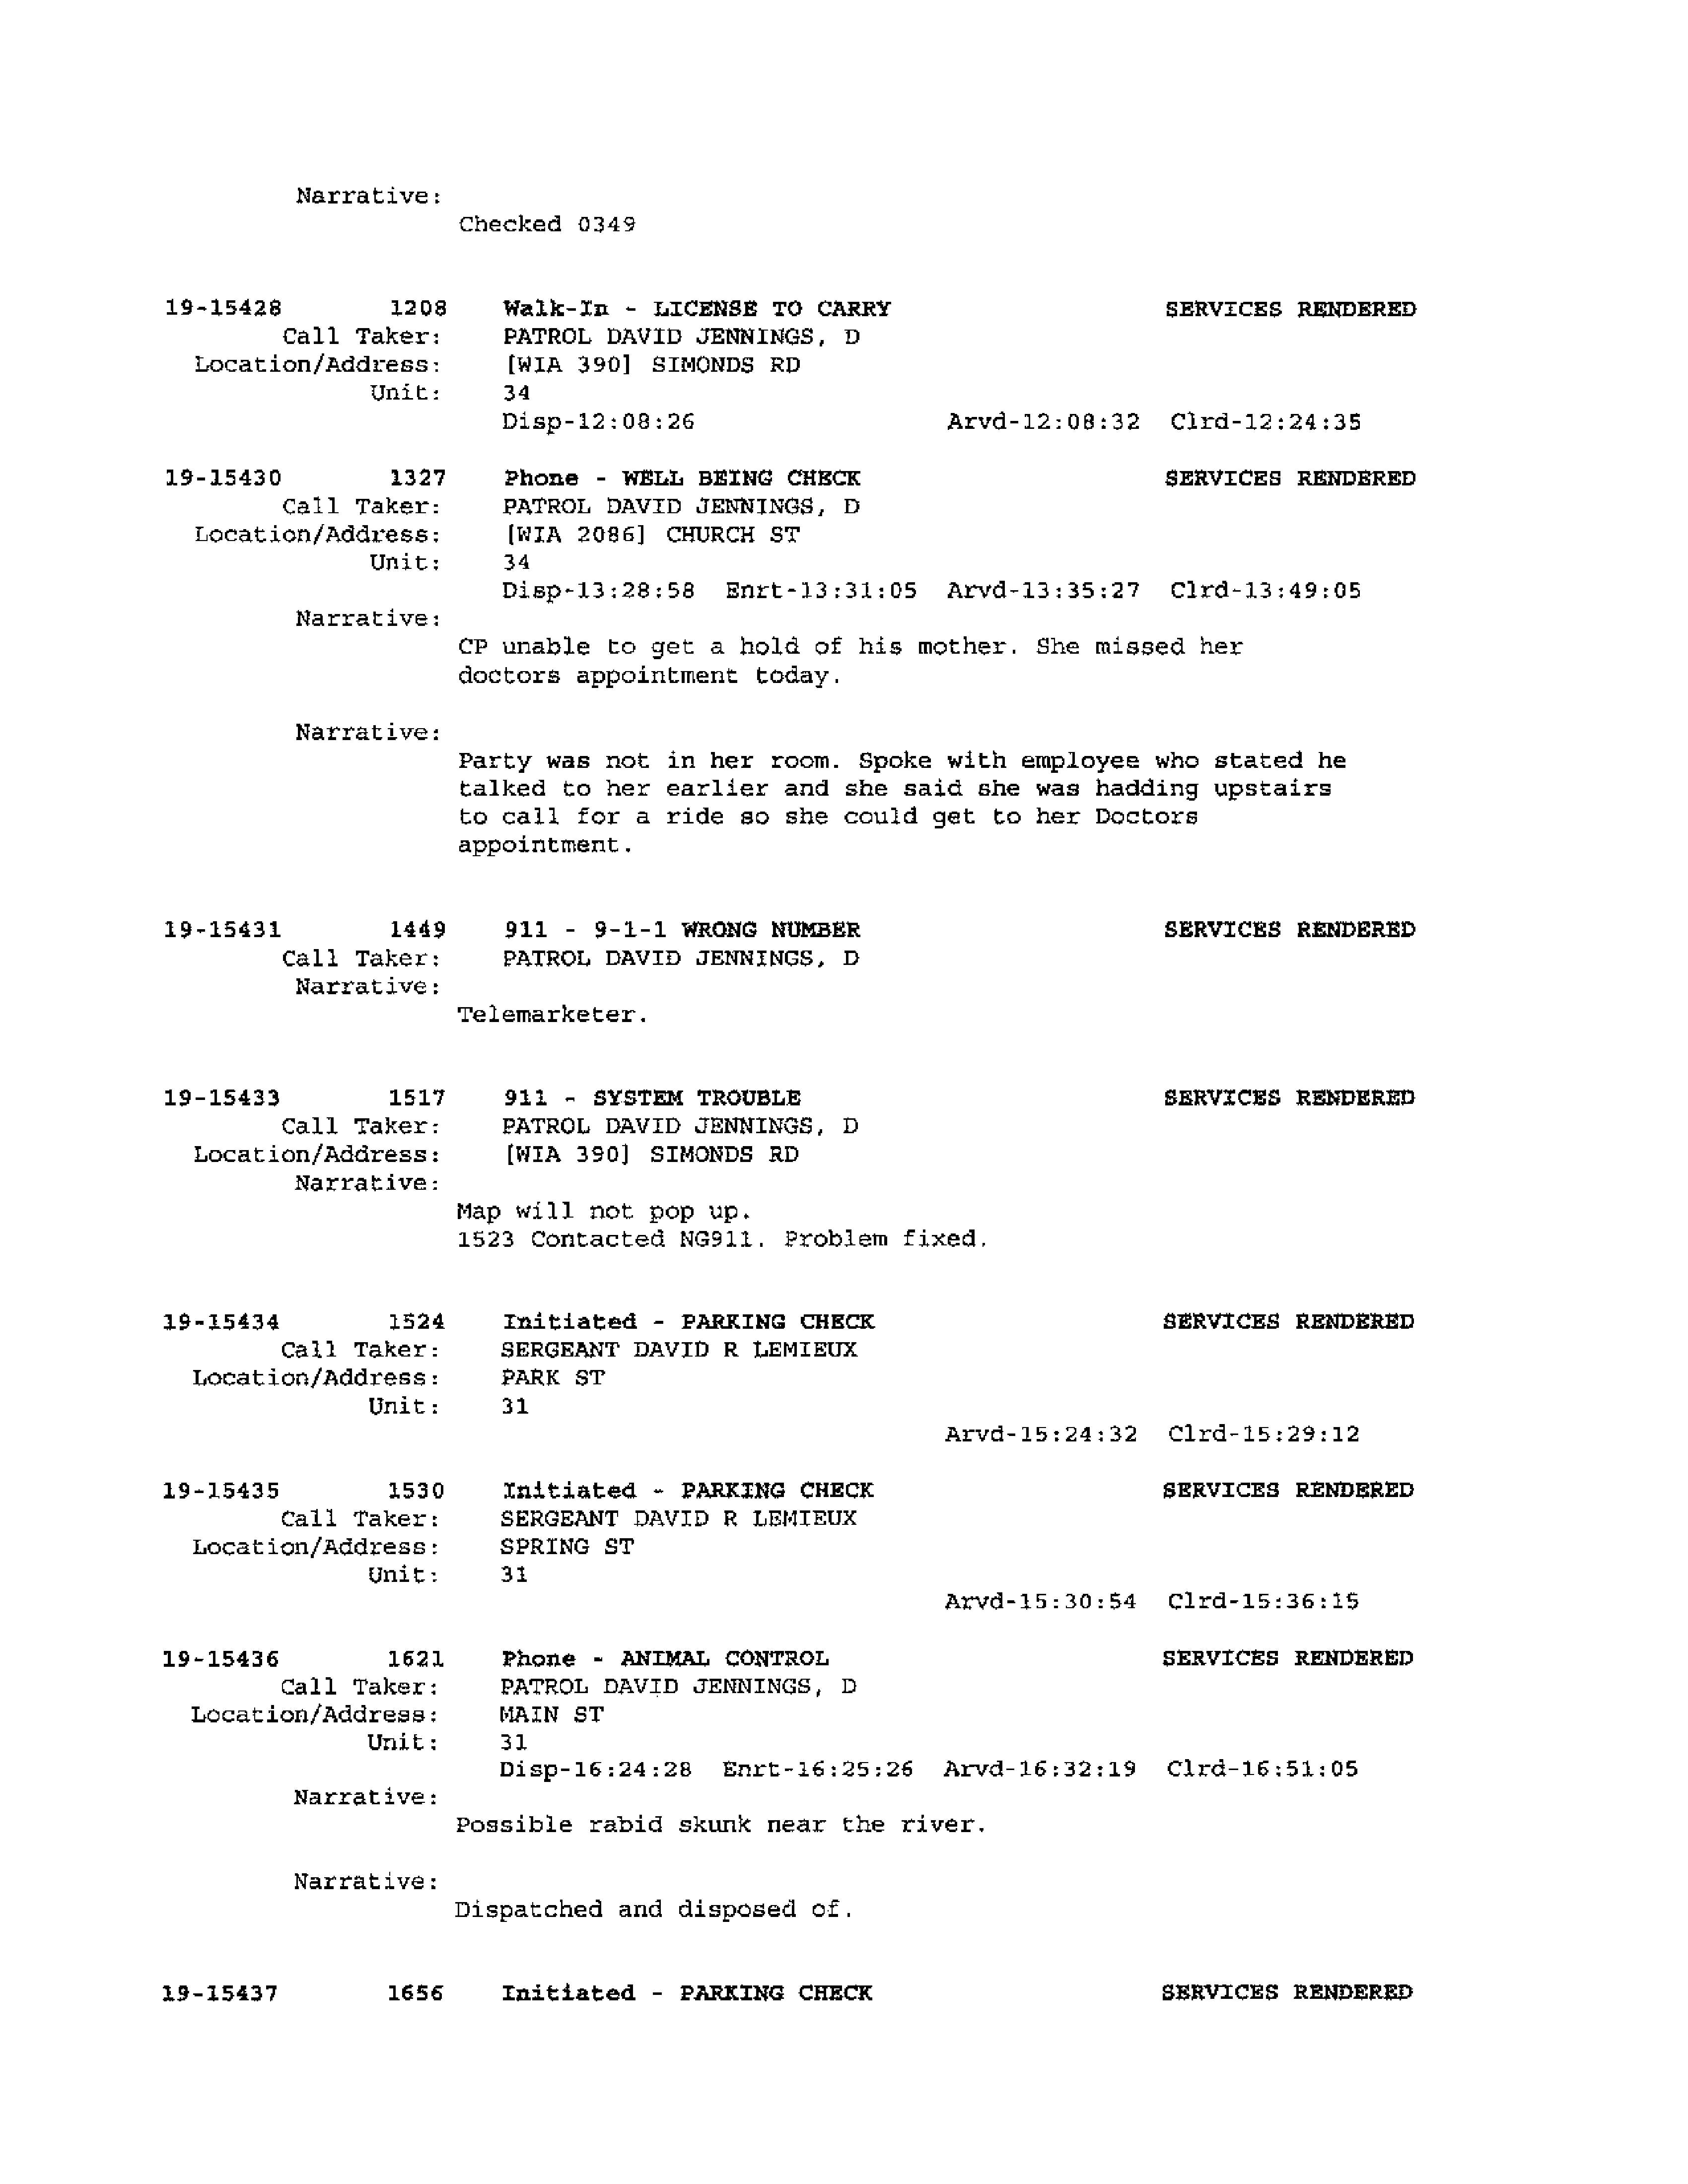 Narrative:
Checked 0349
19-15428 1208 Walk-In - LICENSE TO CARRY SERVICES RENDERED
Call Taker: PATROL DAVID JENNINGS, D
Location/Address: [WIA 390] SIMONDS RD
Unit: 34
Disp-12:08:26 Arvd-12:08:32 Clrd-12:24:35
19-15430 1327 Phone - WELL BEING CHECK SERVICES RENDERED
Call Taker: PATROL DAVID JENNINGS, D
Location/Address: [WIA 2086] CHURCH ST
Unit: 34
Disp-13:28:58 Enrt-13:31:05 Arvd-13:35:27 Clrd-13:49:05
Narrative:
CP unable to get a hold of his mother. She missed her
doctors appointment today.
Narrative:
Party was not in her room. Spoke with employee who stated he
talked to her earlier and she said she was hadding upstairs
to call for a ride so she could get to her Doctors
appointment.
19-15431 1449 911 - 9-1-1 WRONG NUMBER SERVICES RENDERED
Call Taker: PATROL DAVID JENNINGS, D
Narrative:
Telemarketer.
19-15433 1517 911 - SYSTEM TROUBLE SERVICES RENDERED
Call Taker: PATROL DAVID JENNINGS, D
Location/Address: [WIA 390] SIMONDS RD
Narrative:
Map will not pop up.
1523 Contacted NG911. Problem fixed.
19-15434 1524 Initiated - PARKING CHECK SERVICES RENDERED
Call Taker: SERGEANT DAVID R LEMIEUX
Location/Address: PARK ST
Unit: 31
Arvd-15:24:32 Clrd-15:29:12
19-15435 1530 Initiated - PARKING CHECK SERVICES RENDERED
Call Taker: SERGEANT DAVID R LEMIEUX
Location/Address: SPRING ST
Unit: 31
Arvd-15:30:54 Clrd-15:36:15
19-15436 1621 Phone - ANIMAL CONTROL SERVICES RENDERED
Call Taker: PATROL DAVID JENNINGS, D
Location/Address: MAIN ST
Unit: 31
Disp-16:24:28 Enrt-16:25:26 Arvd-16:32:19 Clrd-16:51:05
Narrative:
Possible rabid skunk near the river.
Narrative:
Dispatched and disposed of.
19-15437 1656 Initiated - PARKING CHECK SERVICES RENDERED